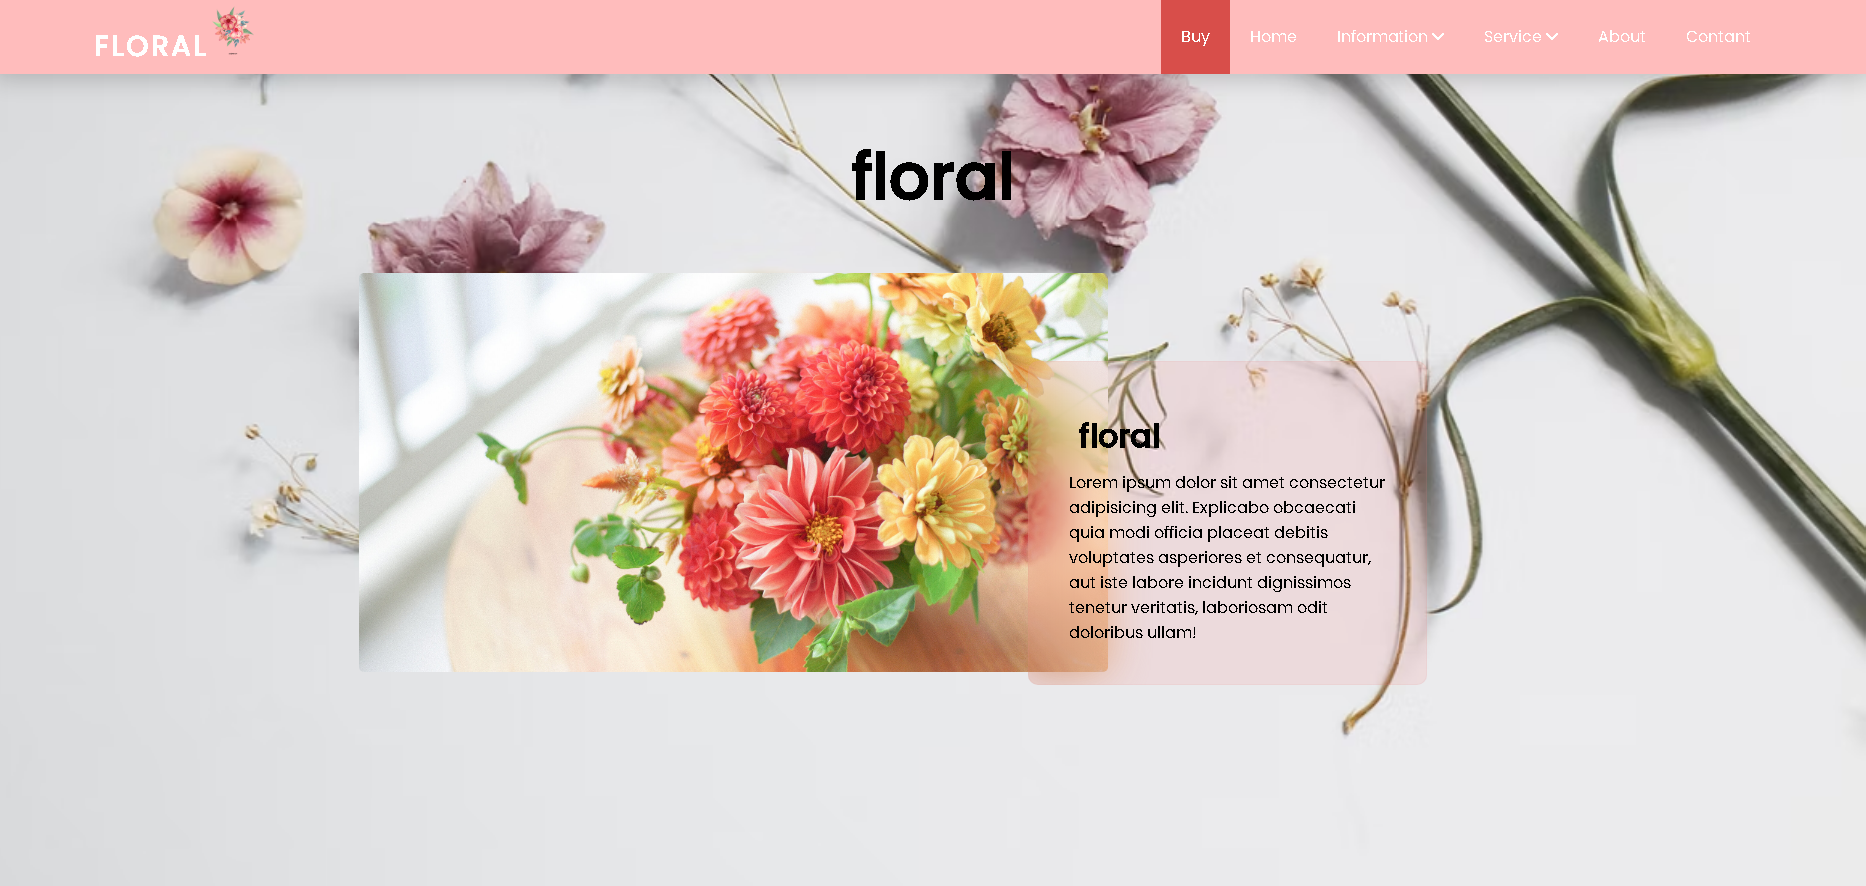 FLORAL
Buy Home Information Service About Contant
floral
floral
Lorem ipsum dolor sit amet consectetur
adipisicing elit. Explicabo obcaecati
quia modi officia placeat debitis
voluptates asperiores et consequatur,
aut iste labore incidunt dignissimos
tenetur veritatis, laboriosam odit
doloribus ullam!